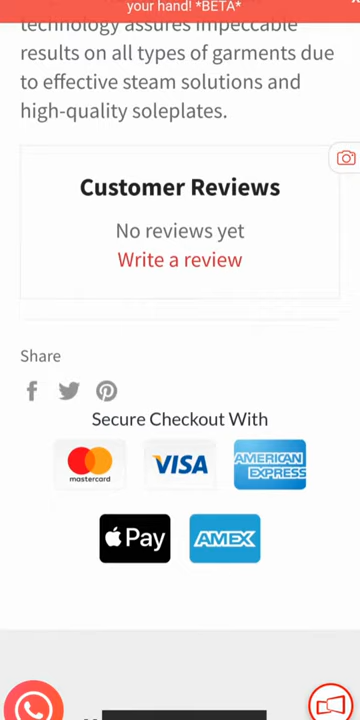 your hand! *BETA*
technology assures impeccable
results on all types of garments due
to effective steam solutions and
high-quality soleplates.
Customer Reviews
No reviews yet
Write a review
Share
Secure Checkout With
mastercard
VISA
AMERICAN
EXPRESS
Pay
AMEX